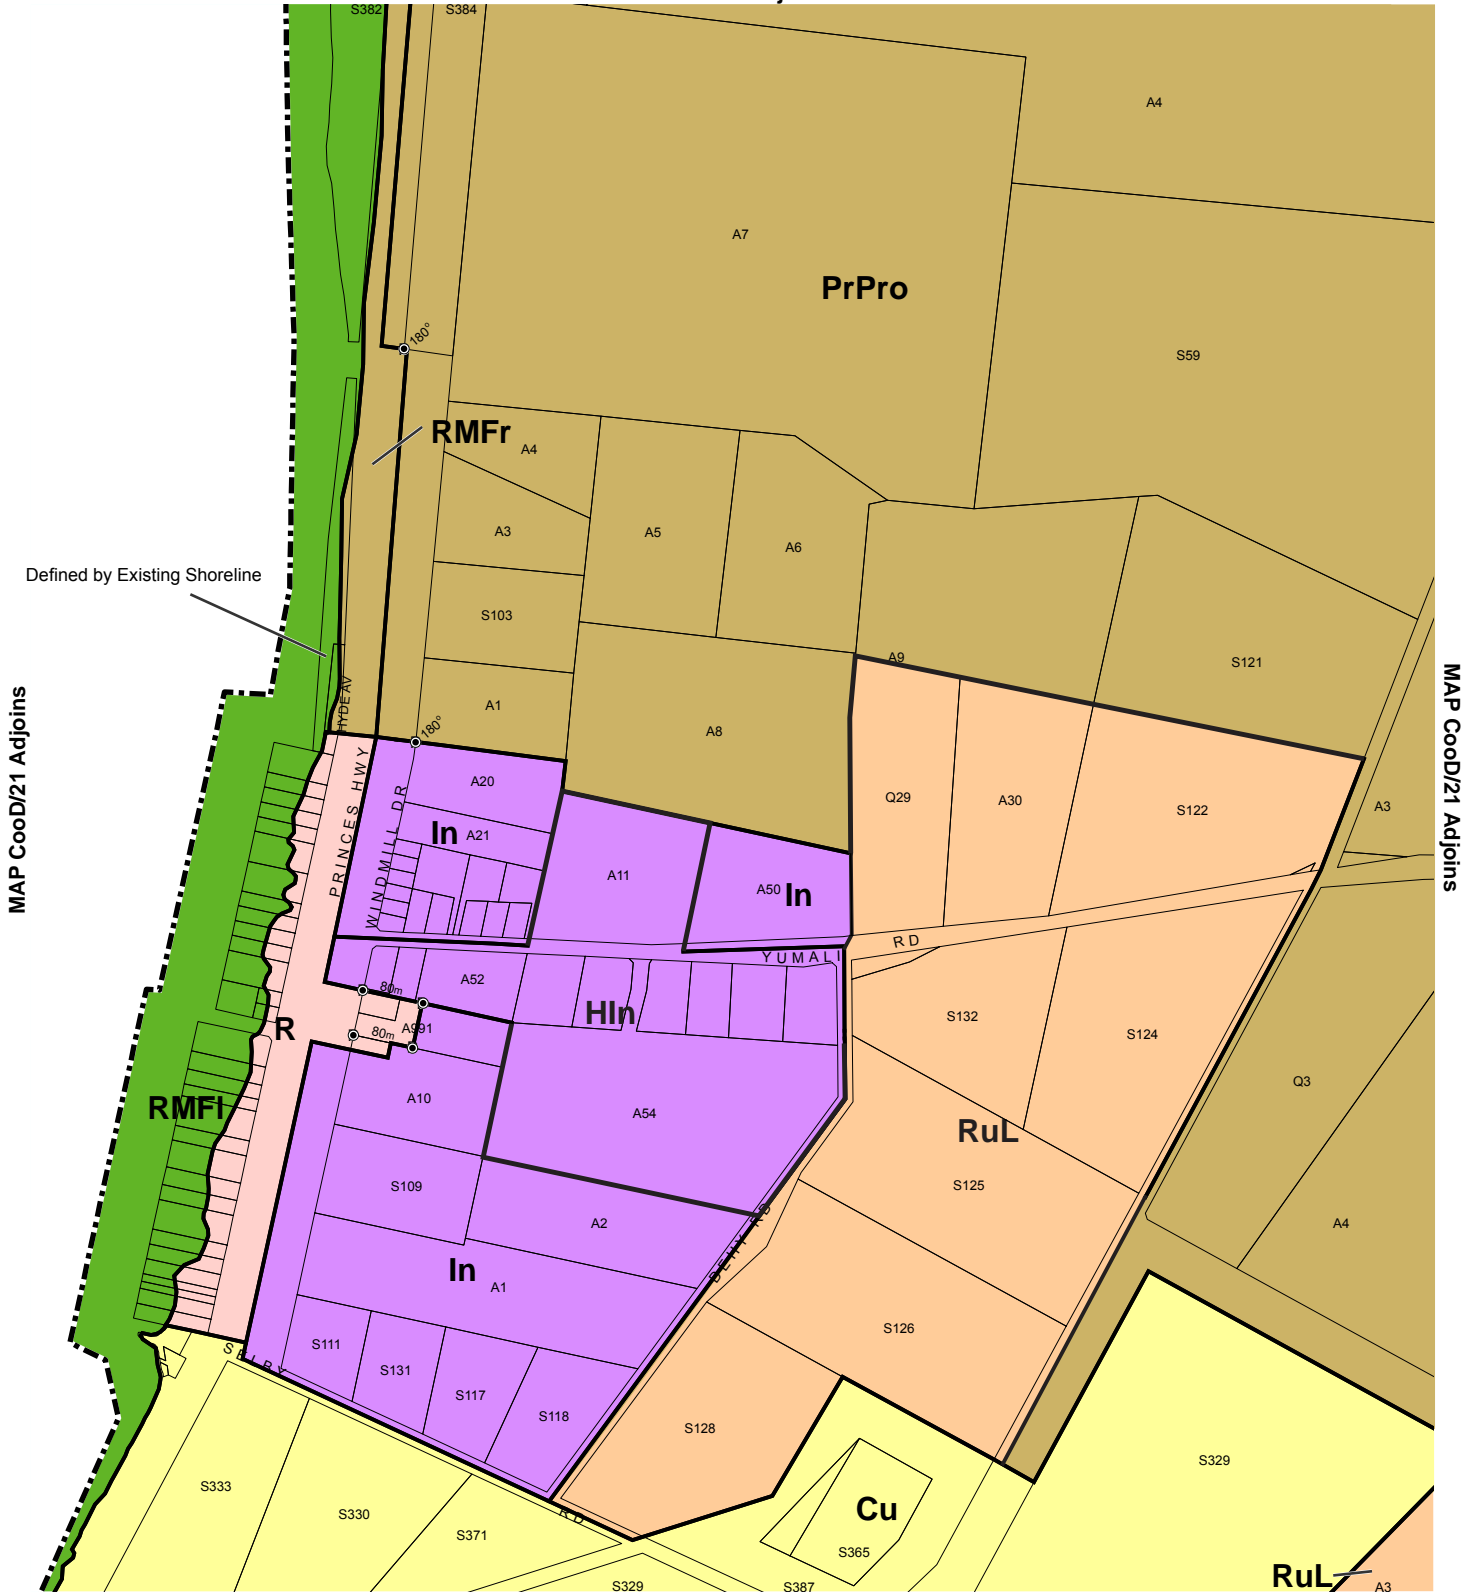 S382
S384
A4
A7
PrPro
S59
180°
RMFr
A4
A3
A5
A6
Defined by Existing Shoreline
S103
A9
S121
HYDE AV
A1
180°
A8
MAP CooD/21 Adjoins
MAP CooD/21 Adjoins
PRINCES HWY
WINDMILL DR
A20
In
A21
A11
A50
In
Q29
A30
S122
A3
RD
YUMALI
A52
80m
R
80m
A991
HIn
S132
S124
Q3
RMFl
A10
A54
RuL
S109
S125
A2
A4
DEHY RD
In
A1
S111
S131
S117
S118
S126
SELBY
S128
S333
S330
S371
RD
Cu
S365
S329
S329
S387
RuL
A3